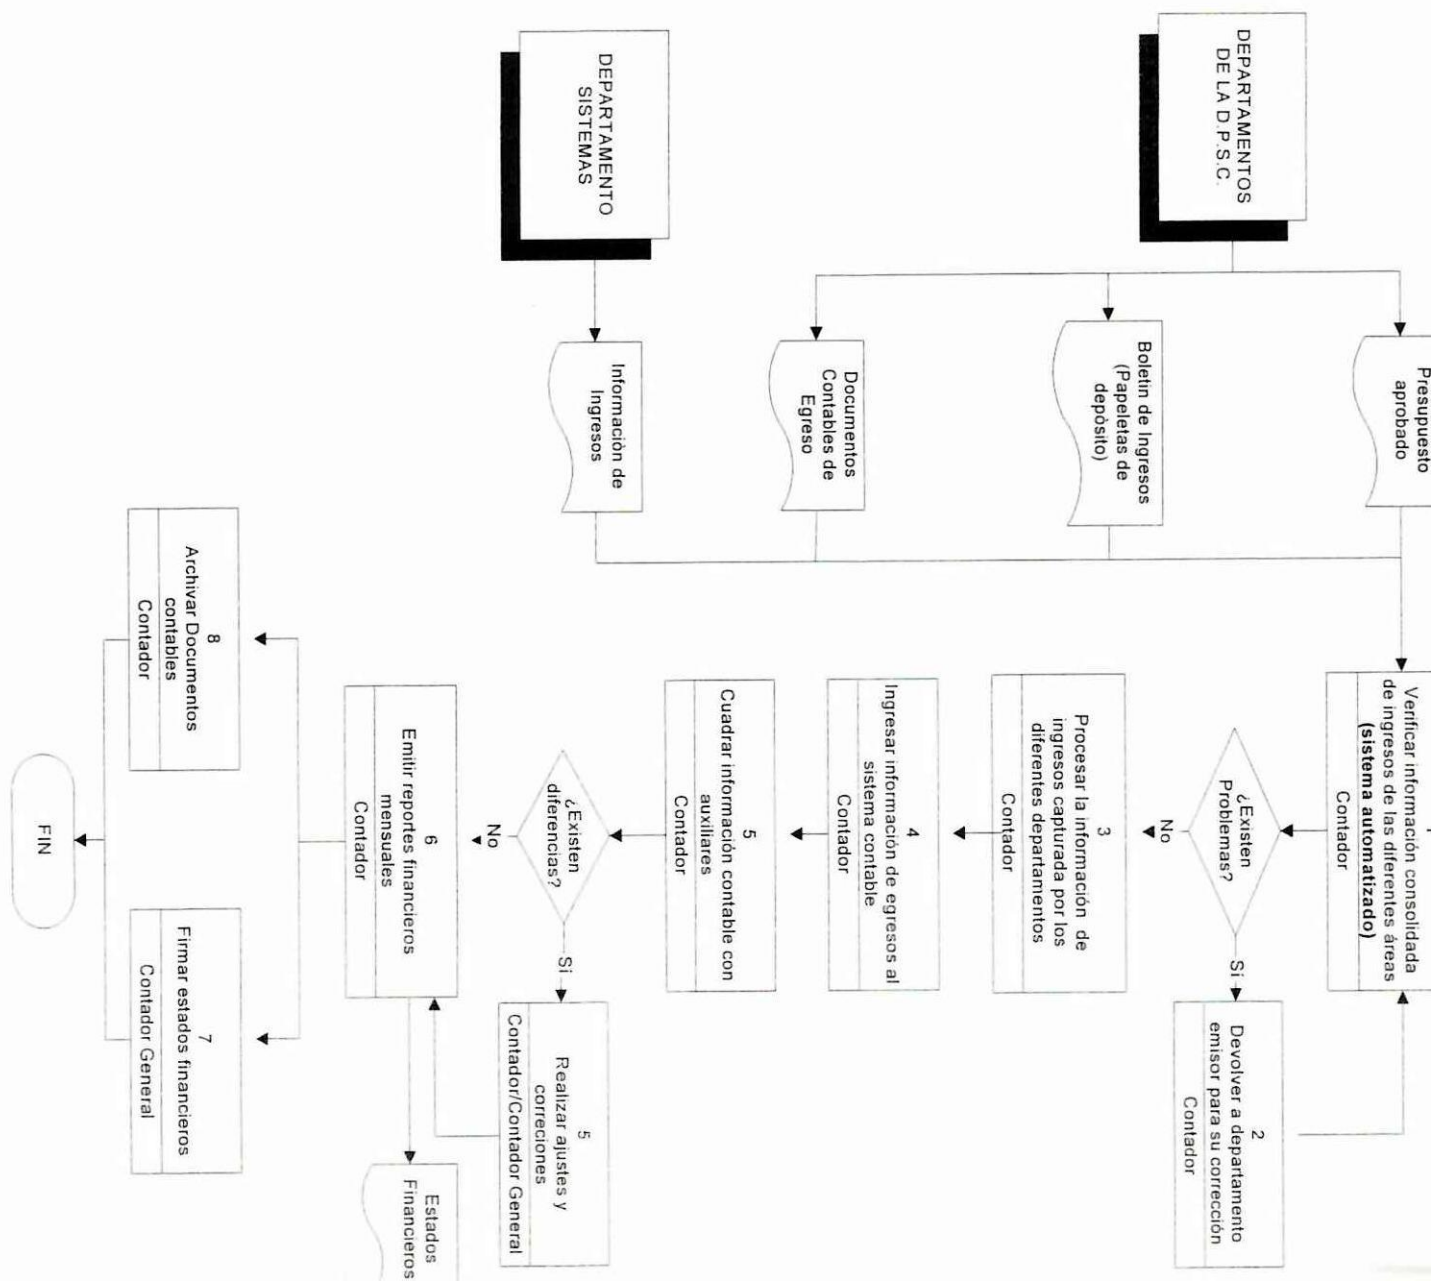 DEPARTAMENTOS
DE LA D.P.S.C.
DEPARTAMENTO
SISTEMAS
Presupuesto
aprobado
Boletin de Ingresos
(Papeletas de
depòsito)
Documentos
Contables de
Egreso
Informaciòn de
Ingresos
Verificar información consolidada
de ingresos de las diferentes áreas
(sistema automatizado)
Contador
¿Existen
Problemas?
Si
No
2
Devolver a departamento
emisor para su corrección
Contador
3
Procesar la información de
ingresos capturada por los
diferentes departamentos
Contador
4
Ingresar información de egresos al
sistema contable
Contador
5
Cuadrar información contable con
auxiliares
Contador
¿Existen
diferencias?
Si
No
5
Realizar ajustes y
correciones
Contador/Contador General
6
Emitir reportes financieros
mensuales
Contador
Estados
Financieros
7
Firmar estados financieros
Contador General
8
Archivar Documentos
contables
Contador
FIN